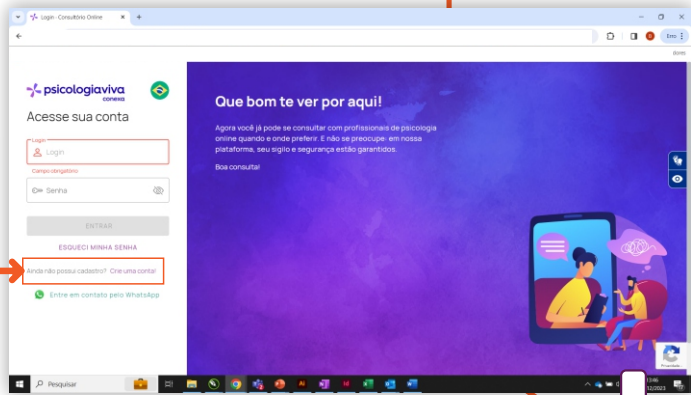 Login - Consultório Online
Erro
psicologiaviva
conexa
Acesse sua conta
Login
Login
Campo obrigatório
Senha
ENTRAR
ESQUECI MINHA SENHA
Ainda não possui cadastro? Crie uma conta!
Entre em contato pelo WhatsApp
Que bom te ver por aqui!
Agora você já pode se consultar com profissionais de psicologia
online quando e onde preferir. E não se preocupe: em nossa
plataforma, seu sigilo e segurança estão garantidos.
Boa consulta!
Pesquisar